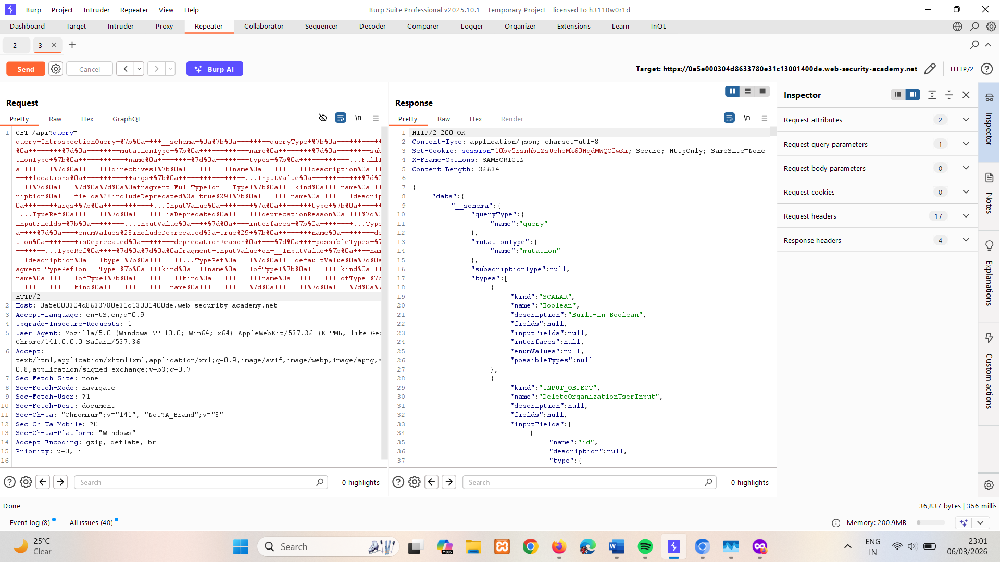 Burp Project Intruder Repeater View Help
Burp Suite Professional v2025.10.1 - Temporary Project - licensed to h3110w0r1d
Dashboard Target Intruder Proxy Repeater Collaborator Sequencer Decoder Comparer Logger Organizer Extensions Learn InQL
2 3
Send Cancel Burp AI
Target: https://0a5e000304d8633780e31c13001400de.web-security-academy.net HTTP/2
Request
Pretty Raw Hex GraphQL
1 GET /api?query=
query+IntrospectionQuery+%7b%0a++++__schema+%0a%7b%0a++++++++queryType+%7b%0a+++++++++++
%0a++++++++%7d%0a++++++++mutationType+%7b%0a++++++++++++name%0a++++++++%7d%0a++++++++sub
tionType+%7b%0a++++++++++++name%0a++++++++%7d%0a++++++++types+%7b%0a++++++++++++...FullT
a++++++++%7d%0a++++++++directives+%7b%0a++++++++++++name%0a++++++++++++description%0a+++
++++locations%0a++++++++++++args+%7b%0a++++++++++++++++...InputValue%0a++++++++++++%7d%0
++++%7d%0a++++%7d%0a%7d%0a%0afragment+FullType+on+__Type+%7b%0a++++kind%0a++++name%0a+++
ription%0a++++fields%28includeDeprecated%3a+true%29+%7b%0a++++++++name%0a++++++++descrip
0a++++++++args+%7b%0a++++++++++++...InputValue%0a++++++++%7d%0a++++++++type+%7b%0a++++++
+...TypeRef%0a++++++++%7d%0a++++++++isDeprecated%0a++++++++deprecationReason%0a++++%7d%0
inputFields+%7b%0a++++++++...InputValue%0a++++%7d%0a++++interfaces+%7b%0a++++++++...Type
a++++%7d%0a++++enumValues%28includeDeprecated%3a+true%29+%7b%0a++++++++name%0a++++++++de
tion%0a++++++++isDeprecated%0a++++++++deprecationReason%0a++++%7d%0a++++possibleTypes+%7
+++++++...TypeRef%0a++++%7d%0a%7d%0a%0afragment+InputValue+on+__InputValue+%7b%0a++++nam
+++description%0a++++type+%7b%0a++++++++...TypeRef%0a++++%7d%0a++++defaultValue%0a%7d%0a
agment+TypeRef+on+__Type+%7b%0a++++kind%0a++++name%0a++++ofType+%7b%0a++++++++kind%0a+++
name%0a++++++++ofType+%7b%0a++++++++++++kind%0a++++++++++++name%0a++++++++++++ofType+%7b
++++++++++++++kind%0a++++++++++++++++name%0a++++++++++++%7d%0a++++++++%7d%0a++++%7d%0a%7
HTTP/2
2 Host: 0a5e000304d8633780e31c13001400de.web-security-academy.net
3 Accept-Language: en-US,en;q=0.9
4 Upgrade-Insecure-Requests: 1
5 User-Agent: Mozilla/5.0 (Windows NT 10.0; Win64; x64) AppleWebKit/537.36 (KHTML, like Gec
Chrome/141.0.0.0 Safari/537.36
6 Accept:
text/html,application/xhtml+xml,application/xml;q=0.9,image/avif,image/webp,image/apng,*
0.8,application/signed-exchange;v=b3;q=0.7
7 Sec-Fetch-Site: none
8 Sec-Fetch-Mode: navigate
9 Sec-Fetch-User: ?1
10 Sec-Fetch-Dest: document
11 Sec-Ch-Ua: "Chromium";v="141", "Not?A_Brand";v="8"
12 Sec-Ch-Ua-Mobile: ?0
13 Sec-Ch-Ua-Platform: "Windows"
14 Accept-Encoding: gzip, deflate, br
15 Priority: u=0, i
16
Search 0 highlights
Response
Pretty Raw Hex Render
1 HTTP/2 200 OK
2 Content-Type: application/json; charset=utf-8
3 Set-Cookie: session=10bv5rsnhbIZsUeheMk60HqdMWQO0wKi; Secure; HttpOnly; SameSite=None
4 X-Frame-Options: SAMEORIGIN
5 Content-Length: 36634
6
7 {
8 "data":{
9 "__schema":{
10 "queryType":{
11 "name":"query"
12 },
13 "mutationType":{
14 "name":"mutation"
15 },
16 "subscriptionType":null,
17 "types":[
18 {
19 "kind":"SCALAR",
20 "name":"Boolean",
21 "description":"Built-in Boolean",
22 "fields":null,
23 "inputFields":null,
24 "interfaces":null,
25 "enumValues":null,
26 "possibleTypes":null
27 },
28 {
29 "kind":"INPUT_OBJECT",
30 "name":"DeleteOrganizationUserInput",
31 "description":null,
32 "fields":null,
33 "inputFields":[
34 {
35 "name":"id",
36 "description":null,
37 "type":{
Search 0 highlights
Inspector
Request attributes 2
Request query parameters 1
Request body parameters 0
Request cookies 0
Request headers 17
Response headers 4
Inspector
Notes
Explanations
Custom actions
Done
36,837 bytes | 356 millis
Event log (8) All issues (40)
Memory: 200.9MB
25°C
Clear
Search
M365
ENG
IN
23:01
06/03/2026